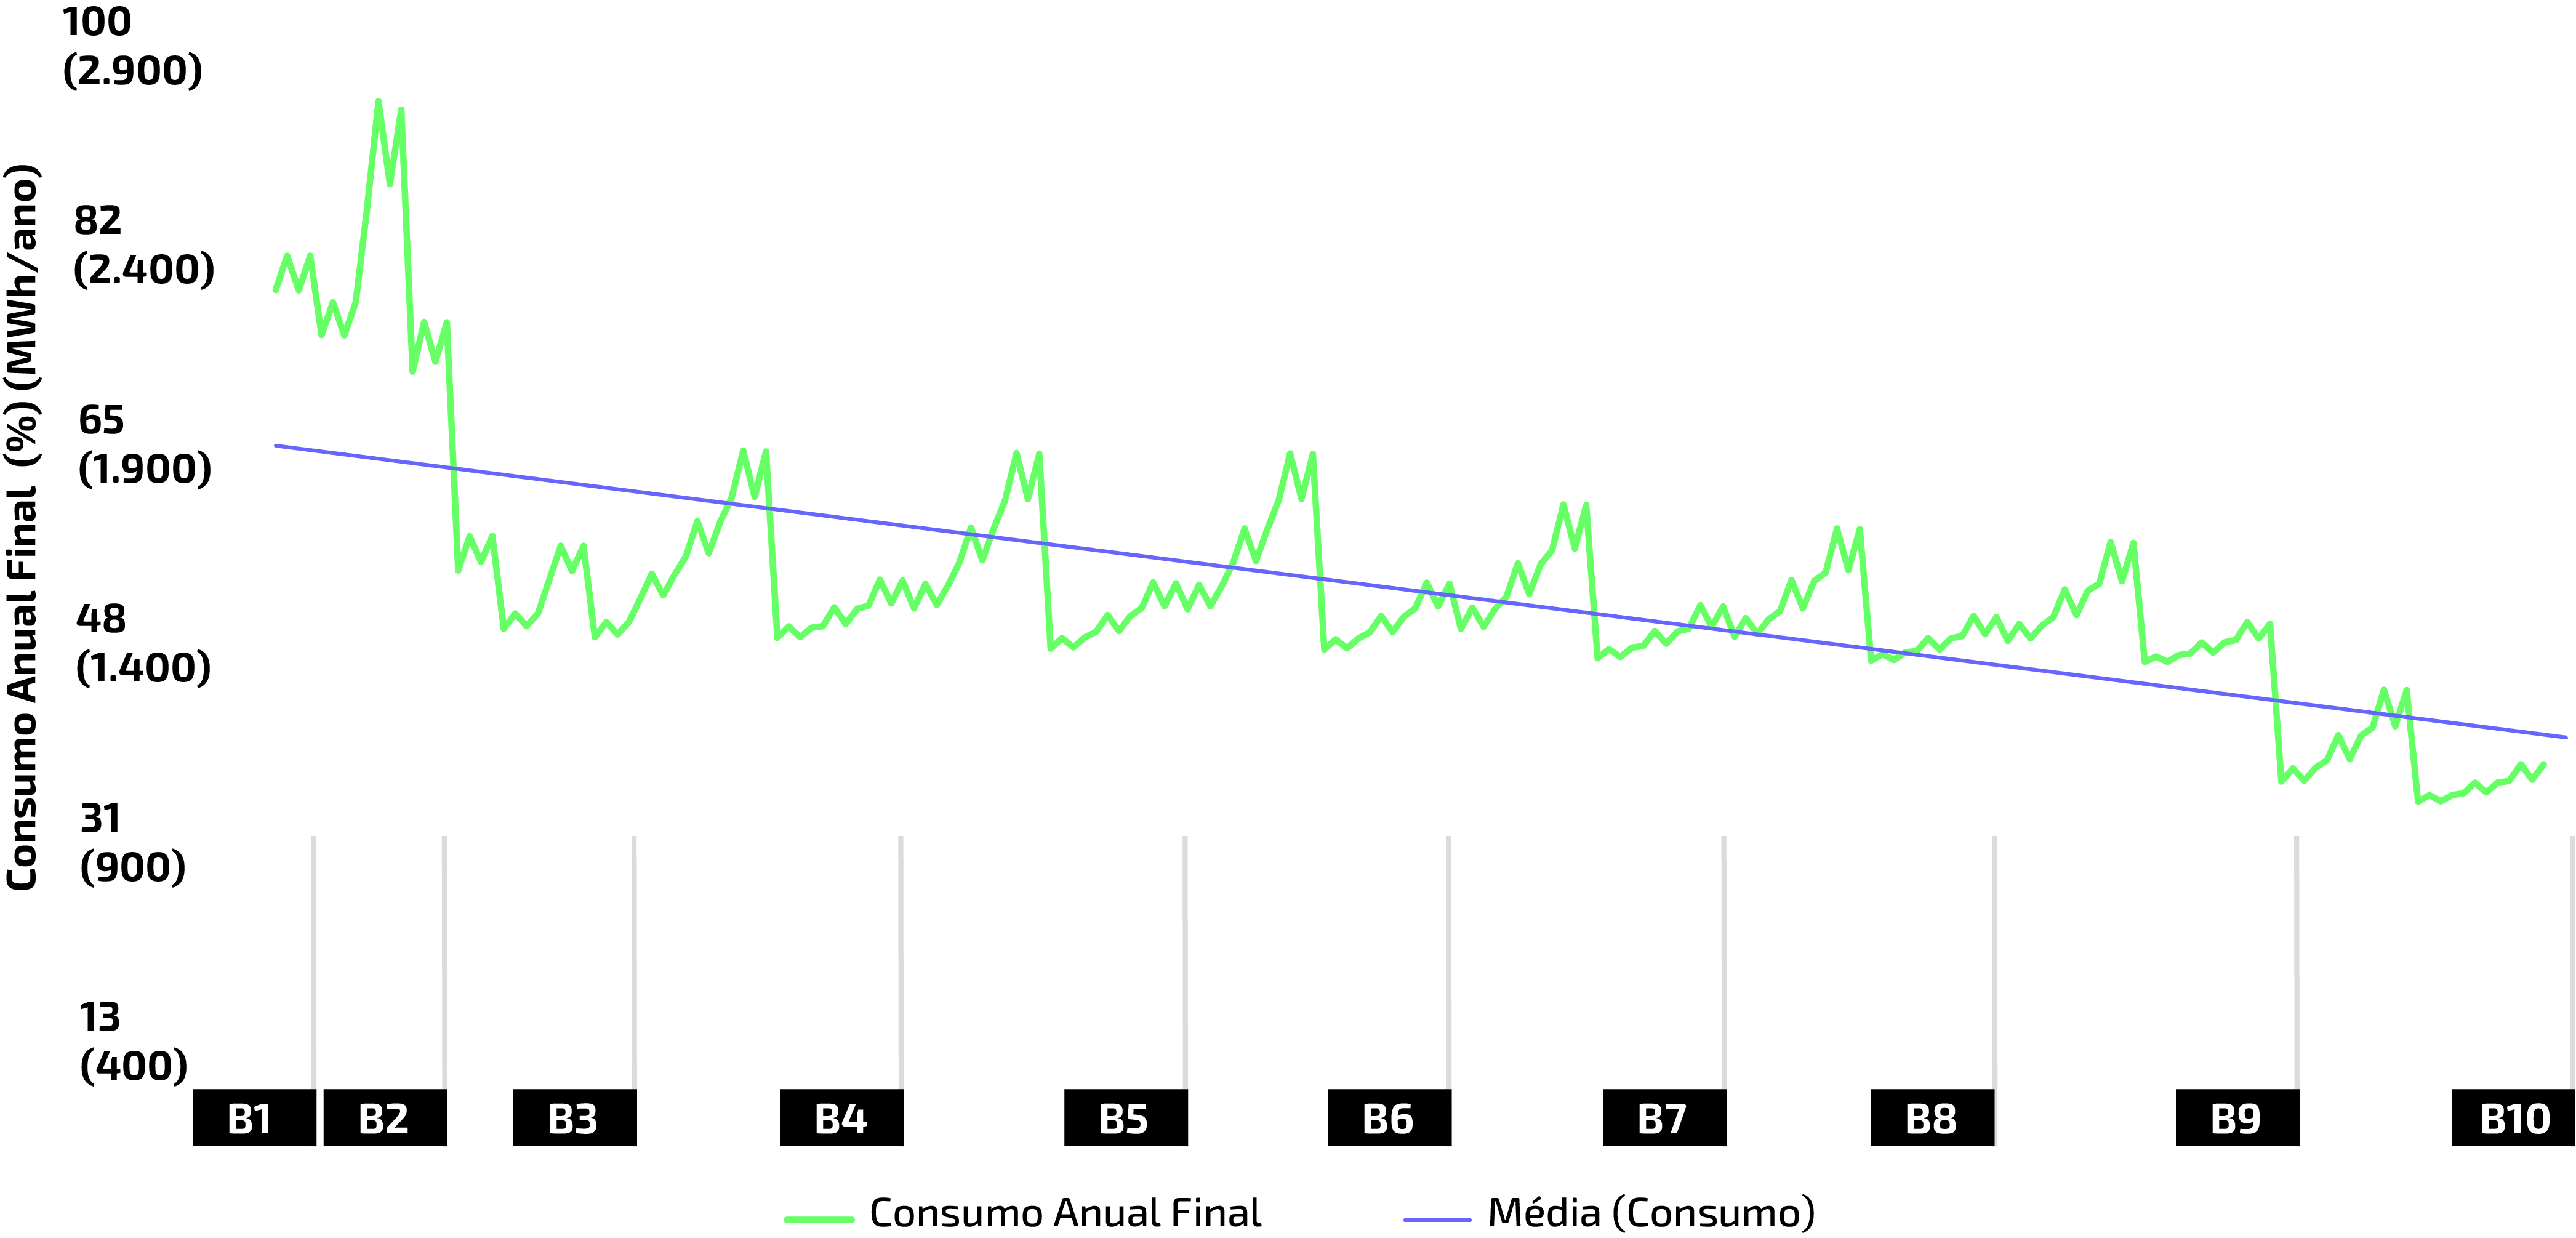 100
(2.900)
82
(2.400)
65
(1.900)
48
(1.400)
31
(900)
13
(400)
Consumo Anual Final (%) (MWh/ano)
B1
B2
B3
B4
B5
B6
B7
B8
B9
B10
Consumo Anual Final
Média (Consumo)